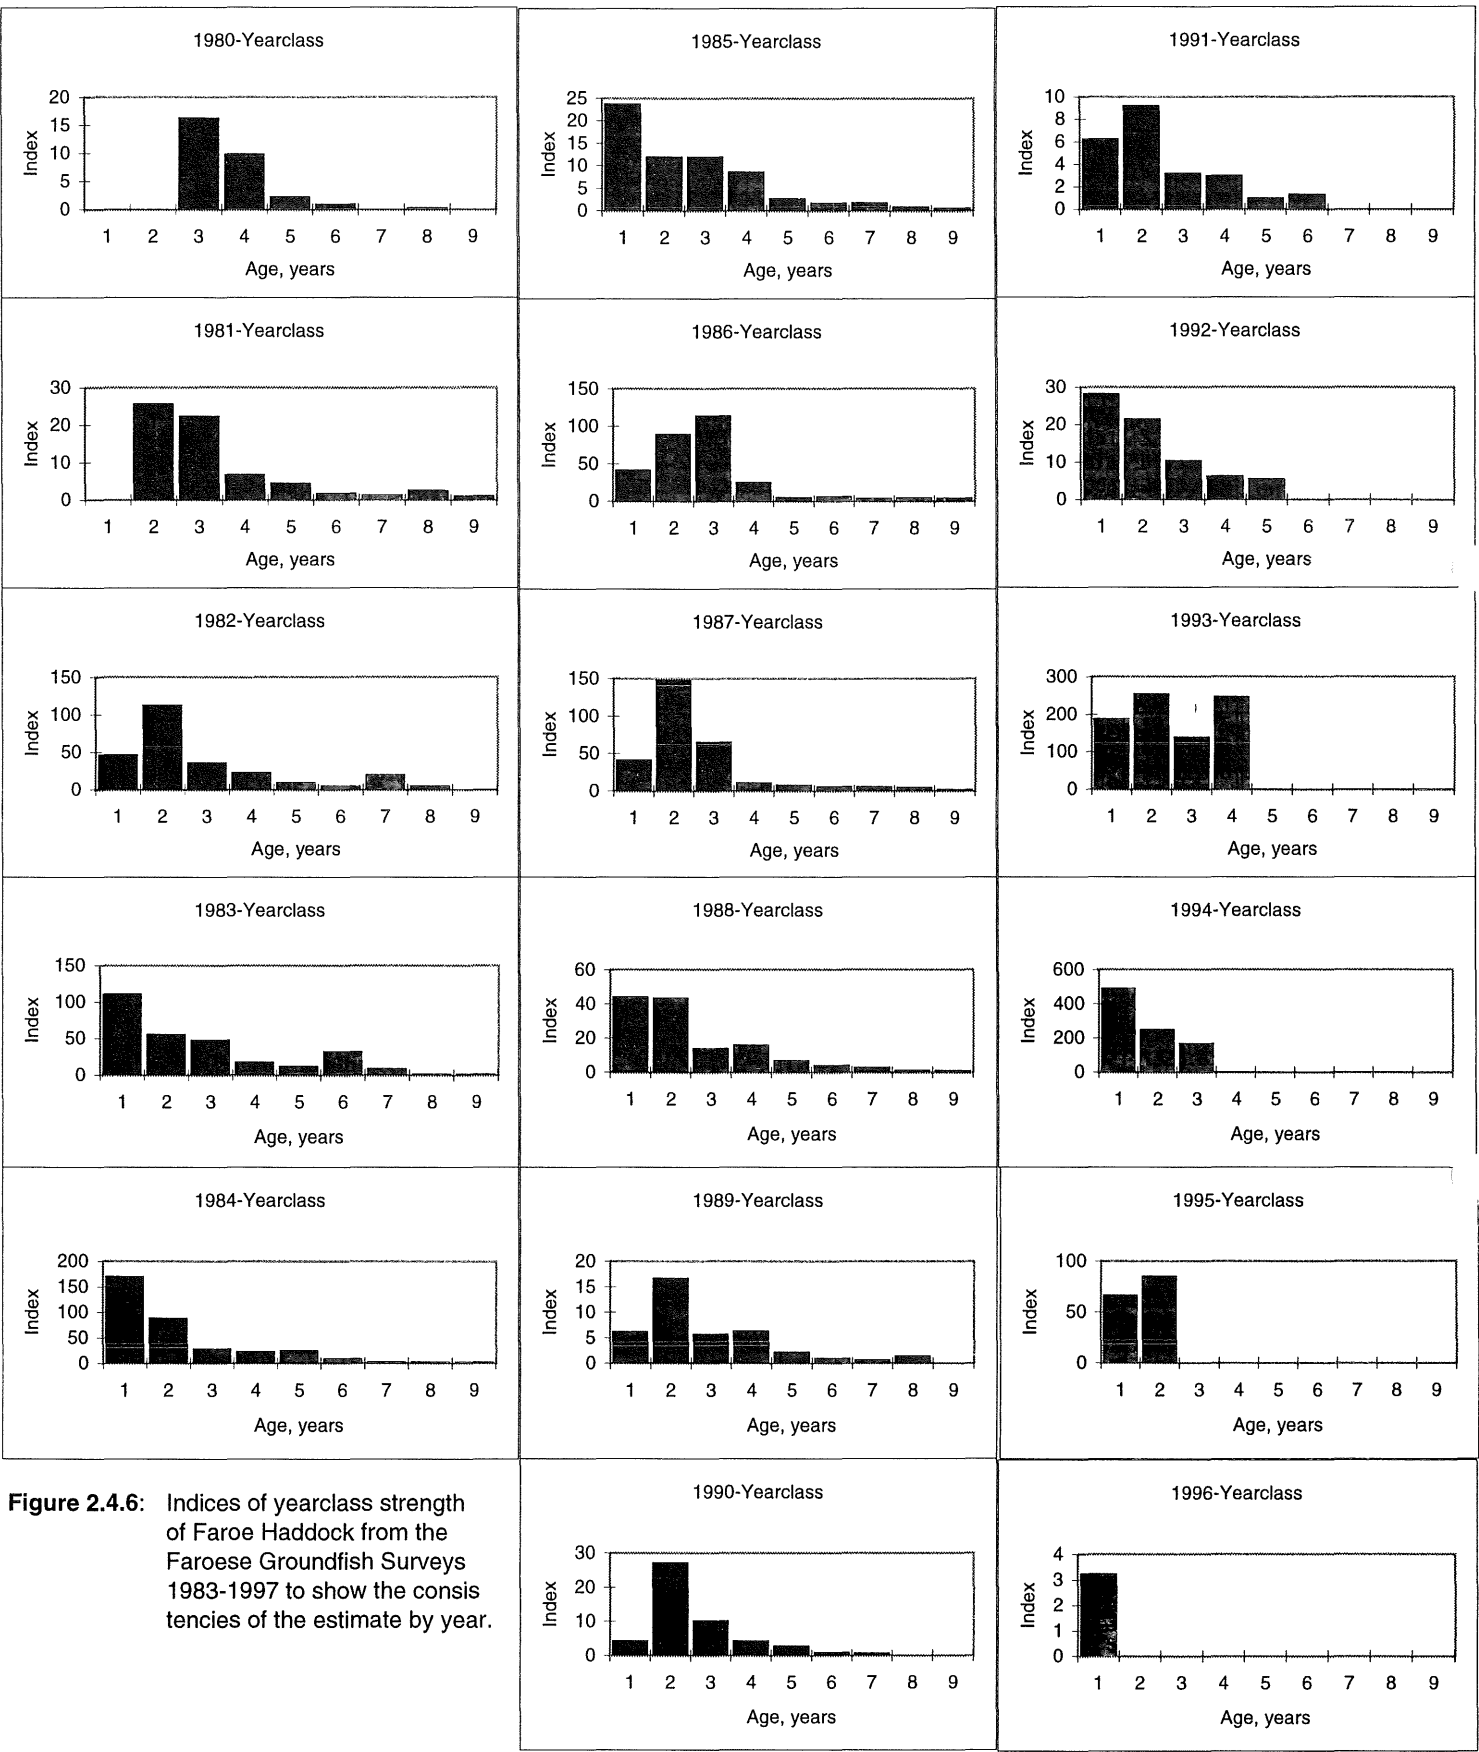 1980-Yearclass
20
15
10
5
0
Index
1 2 3 4 5 6 7 8 9
Age, years
1981-Yearclass
30
20
10
0
Index
1 2 3 4 5 6 7 8 9
Age, years
1982-Yearclass
150
100
50
0
Index
1 2 3 4 5 6 7 8 9
Age, years
1983-Yearclass
150
100
50
0
Index
1 2 3 4 5 6 7 8 9
Age, years
1984-Yearclass
200
150
100
50
0
Index
1 2 3 4 5 6 7 8 9
Age, years
Figure 2.4.6: Indices of yearclass strength
of Faroe Haddock from the
Faroese Groundfish Surveys
1983-1997 to show the consis
tencies of the estimate by year.
1985-Yearclass
25
20
15
10
5
0
Index
1 2 3 4 5 6 7 8 9
Age, years
1986-Yearclass
150
100
50
0
Index
1 2 3 4 5 6 7 8 9
Age, years
1987-Yearclass
150
100
50
0
Index
1 2 3 4 5 6 7 8 9
Age, years
1988-Yearclass
60
40
20
0
Index
1 2 3 4 5 6 7 8 9
Age, years
1989-Yearclass
20
15
10
5
0
Index
1 2 3 4 5 6 7 8 9
Age, years
1990-Yearclass
30
20
10
0
Index
1 2 3 4 5 6 7 8 9
Age, years
1991-Yearclass
10
8
6
4
2
0
Index
1 2 3 4 5 6 7 8 9
Age, years
1992-Yearclass
30
20
10
0
Index
1 2 3 4 5 6 7 8 9
Age, years
1993-Yearclass
300
200
100
0
Index
1 2 3 4 5 6 7 8 9
Age, years
1994-Yearclass
600
400
200
0
Index
1 2 3 4 5 6 7 8 9
Age, years
1995-Yearclass
100
50
0
Index
1 2 3 4 5 6 7 8 9
Age, years
1996-Yearclass
4
3
2
1
0
Index
1 2 3 4 5 6 7 8 9
Age, years